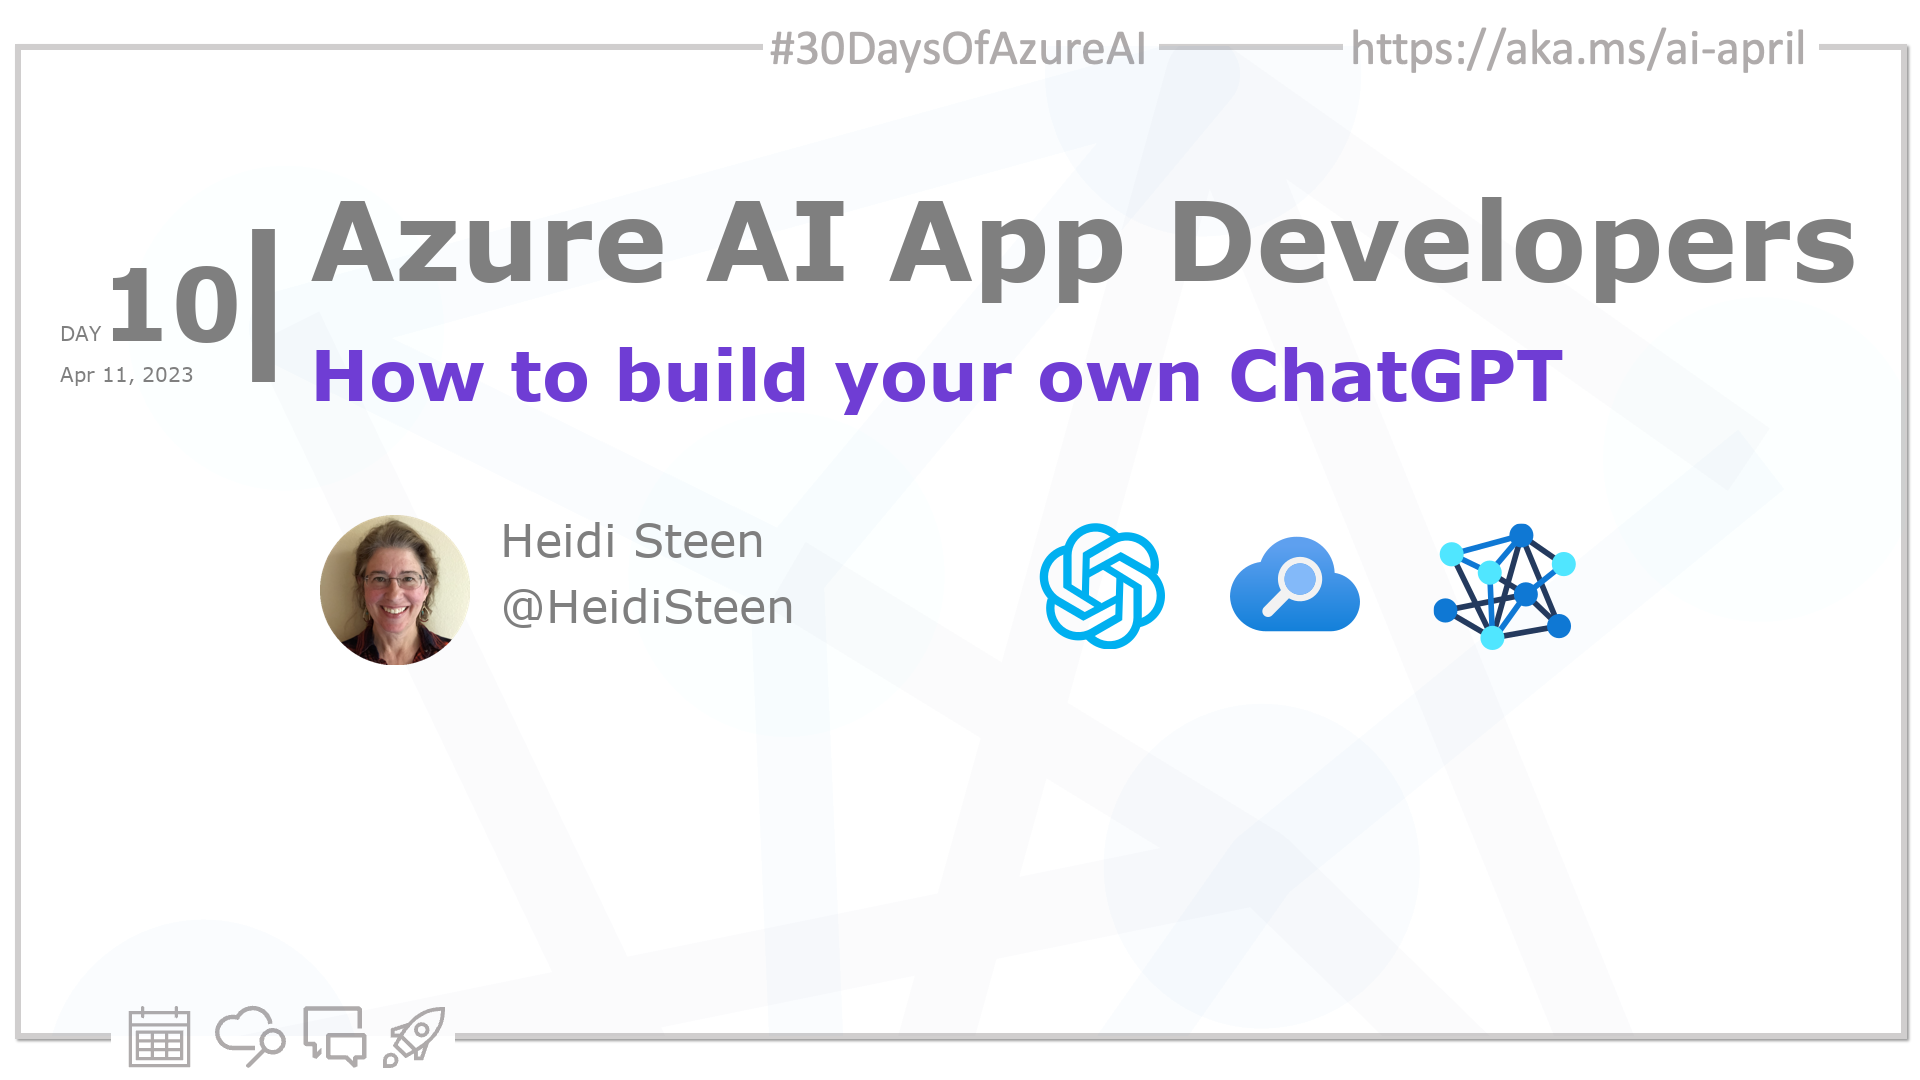 #30DaysOfAzureAI
https://aka.ms/ai-april
Azure AI App Developers
DAY 10
Apr 11, 2023
How to build your own ChatGPT
Heidi Steen
@HeidiSteen